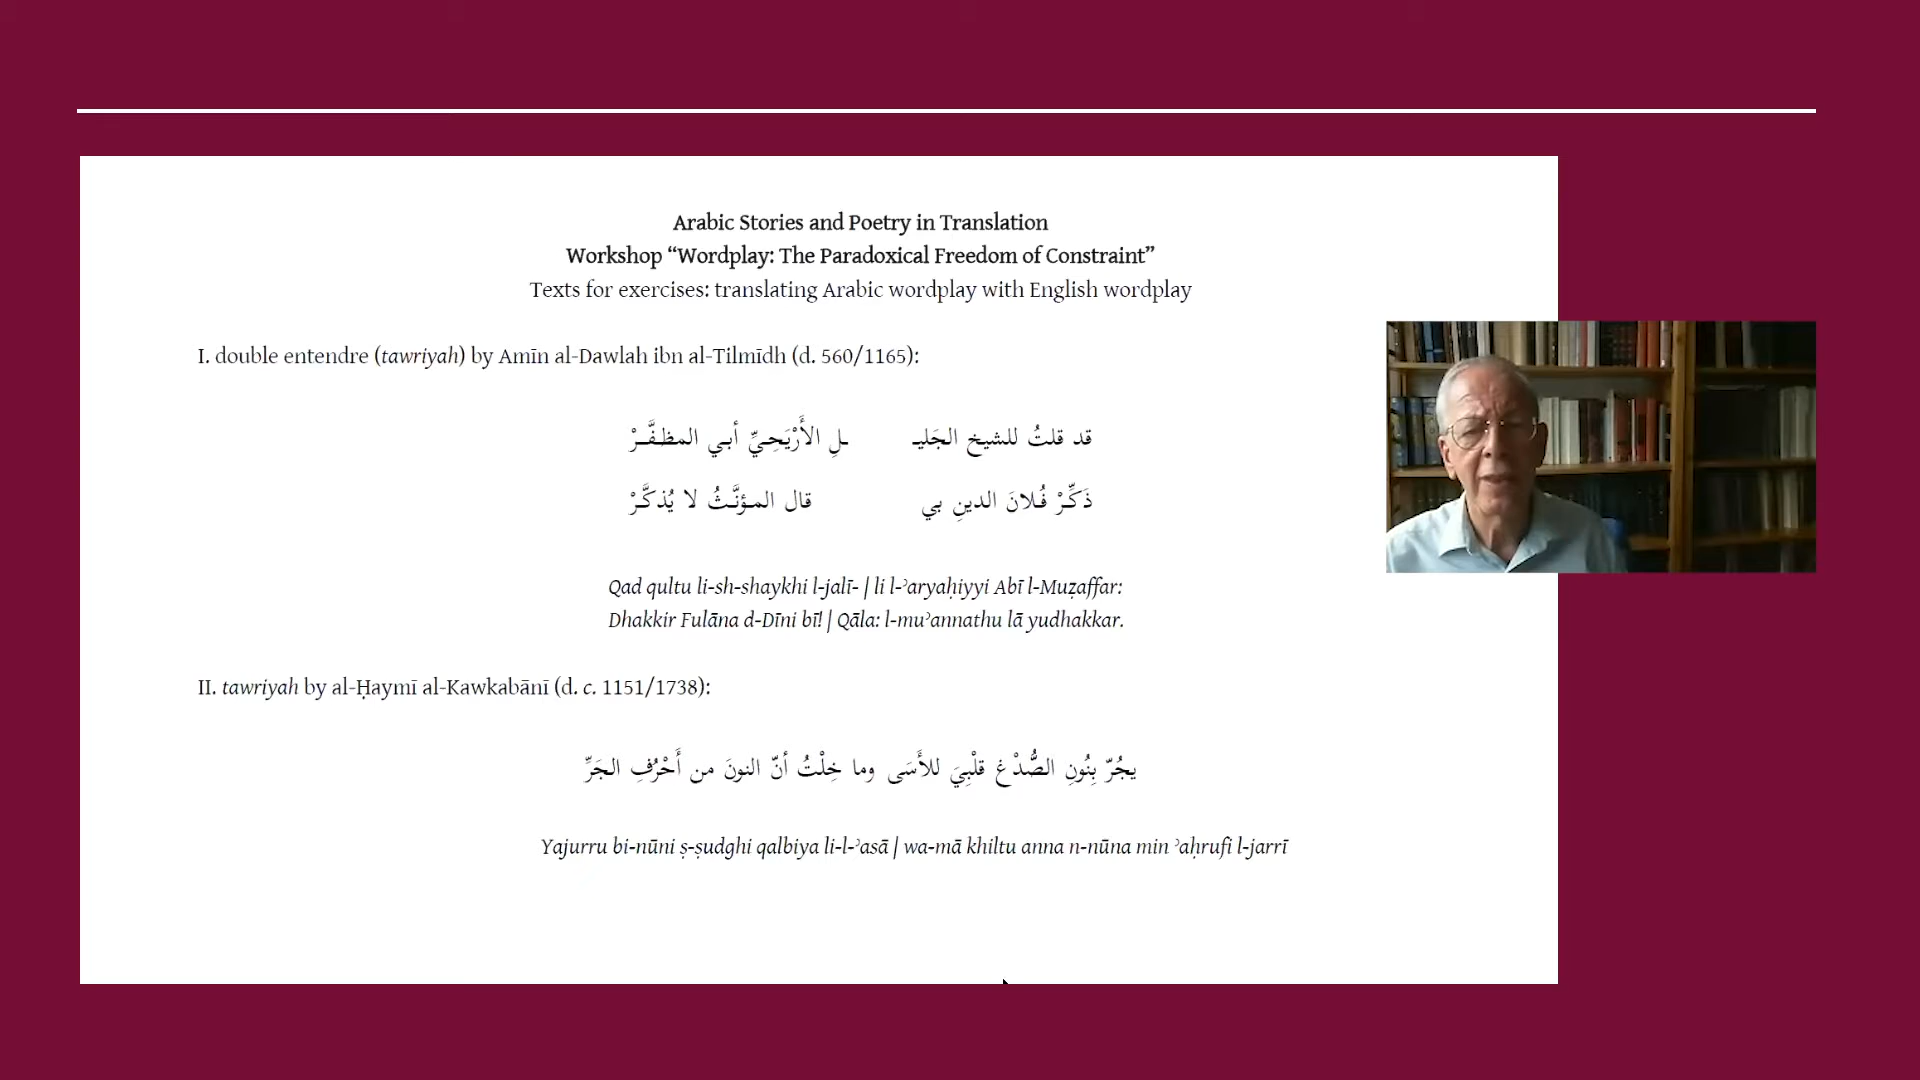 Arabic Stories and Poetry in Translation
Workshop “Wordplay: The Paradoxical Freedom of Constraint”
Texts for exercises: translating Arabic wordplay with English wordplay
I. double entendre (tawriyah) by Amīn al-Dawlah ibn al-Tilmīdh (d. 560/1165):
قد قلتُ للشيخ الجَليـ ـلِ الأَرْيَحِيِّ أبي المظفَّـرْ
ذَكِّـرْ فُـلانَ الدينِ بي قال المـؤنَّـثُ لا يُذكَّـرْ
Qad qultu li-sh-shaykhi l-jalī- | li l-ʾaryaḥiyyi Abī l-Muẓaffar:
Dhakkir Fulāna d-Dīni bī! | Qāla: l-muʾannathu lā yudhakkar.
II. tawriyah by al-Ḥaymī al-Kawkabānī (d. c. 1151/1738):
يجُرّ بِنُونِ الصُّدْغ قلْبِيَ للأَسَى وما خِلْتُ أنّ النونَ من أَحْرُفِ الجَرِّ
Yajurru bi-nūni ṣ-ṣudghi qalbiya li-l-ʾasā | wa-mā khiltu anna n-nūna min ʾaḥrufi l-jarrī